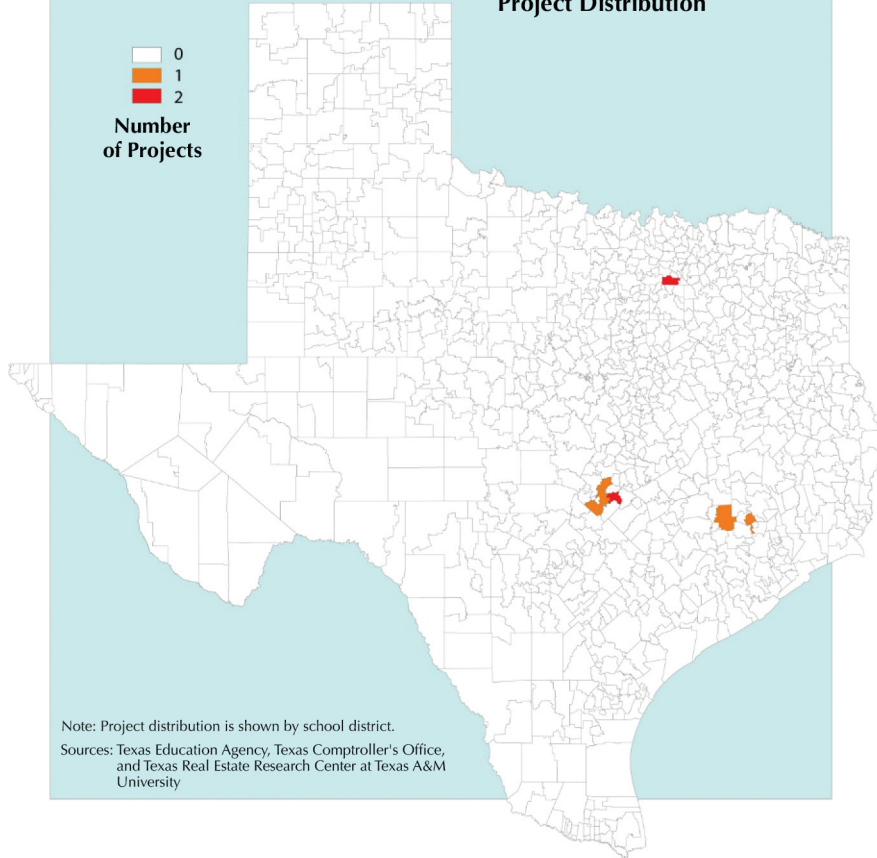 Project Distribution
0
1
2
Number
of Projects
Note: Project distribution is shown by school district.
Sources: Texas Education Agency, Texas Comptroller's Office,
and Texas Real Estate Research Center at Texas A&M
University